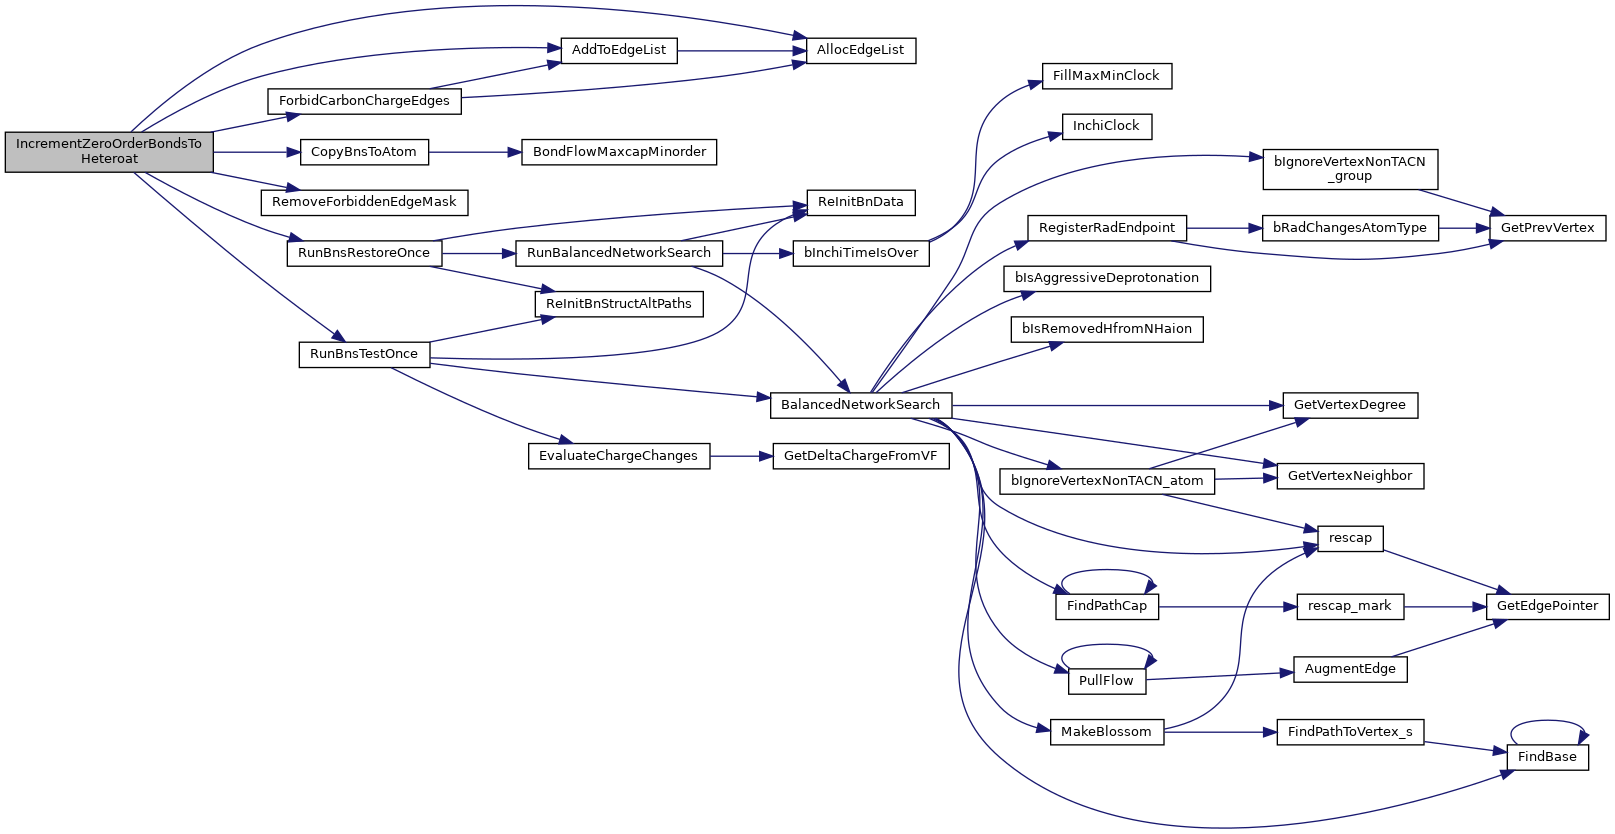 IncrementZeroOrderBondsTo
Heteroat
AddToEdgeList
AllocEdgeList
ForbidCarbonChargeEdges
CopyBnsToAtom
BondFlowMaxcapMinorder
RemoveForbiddenEdgeMask
RunBnsRestoreOnce
ReInitBnData
RunBalancedNetworkSearch
bInchiTimeIsOver
ReInitBnStructAltPaths
RunBnsTestOnce
BalancedNetworkSearch
EvaluateChargeChanges
GetDeltaChargeFromVF
FillMaxMinClock
InchiClock
bIgnoreVertexNonTACN
_group
RegisterRadEndpoint
bRadChangesAtomType
GetPrevVertex
bIsAggressiveDeprotonation
bIsRemovedHfromNHaion
GetVertexDegree
bIgnoreVertexNonTACN_atom
GetVertexNeighbor
rescap
FindPathCap
rescap_mark
GetEdgePointer
PullFlow
AugmentEdge
MakeBlossom
FindPathToVertex_s
FindBase